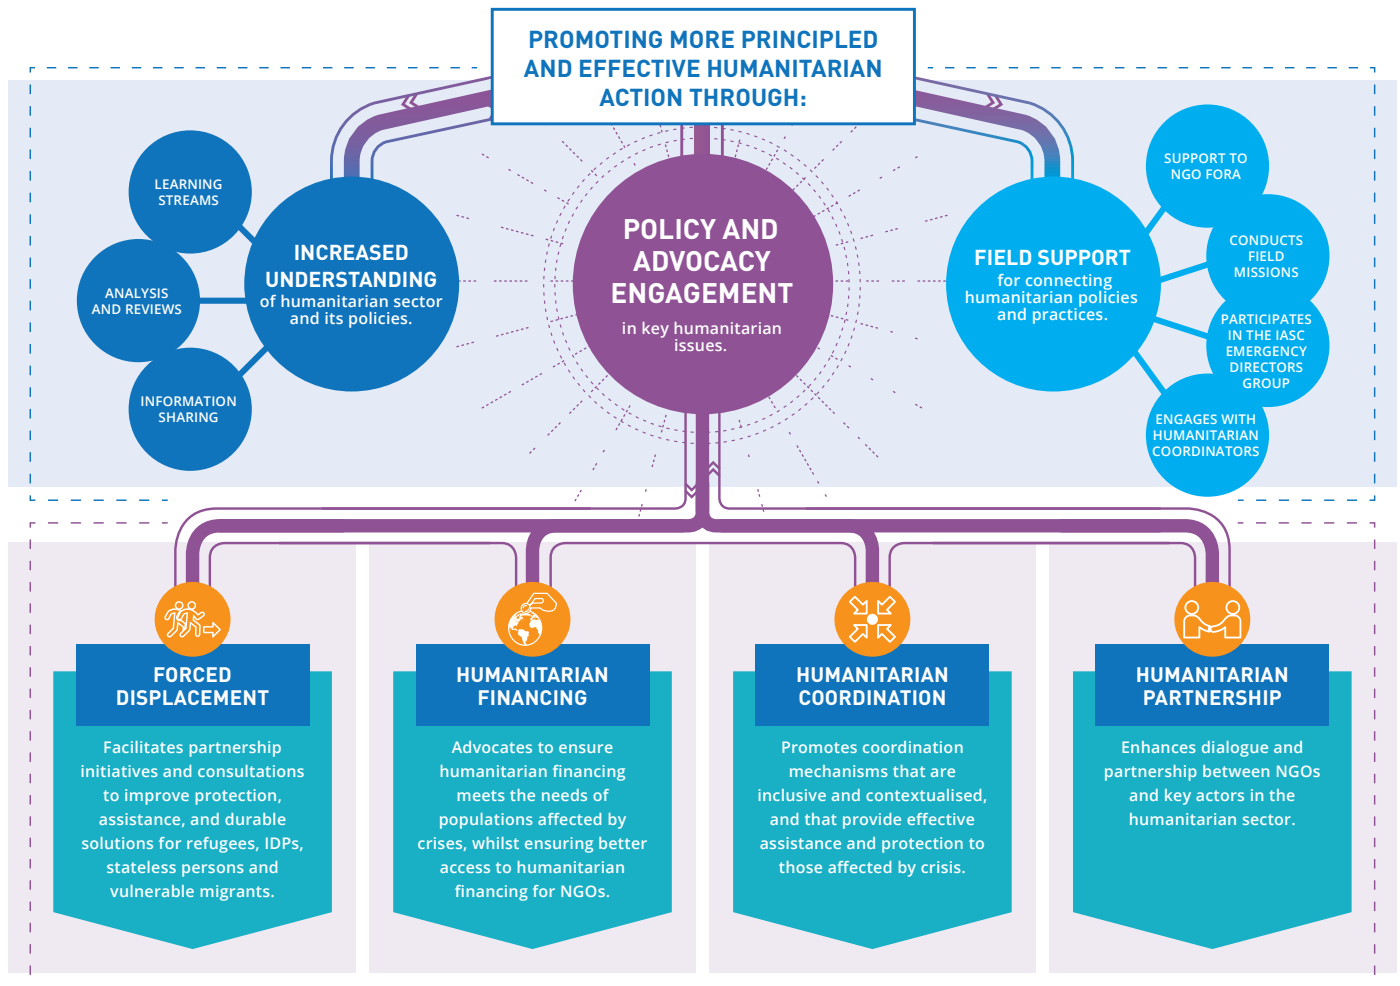 PROMOTING MORE PRINCIPLED
AND EFFECTIVE HUMANITARIAN
ACTION THROUGH:
LEARNING
STREAMS
ANALYSIS
AND REVIEWS
INFORMATION
SHARING
INCREASED
UNDERSTANDING
of humanitarian sector
and its policies.
POLICY AND
ADVOCACY
ENGAGEMENT
in key humanitarian
issues.
FIELD SUPPORT
for connecting
humanitarian policies
and practices.
SUPPORT TO
NGO FORA
CONDUCTS
FIELD
MISSIONS
PARTICIPATES
IN THE IASC
EMERGENCY
DIRECTORS
GROUP
ENGAGES WITH
HUMANITARIAN
COORDINATORS
FORCED
DISPLACEMENT
Facilitates partnership
initiatives and consultations
to improve protection,
assistance, and durable
solutions for refugees, IDPs,
stateless persons and
vulnerable migrants.
HUMANITARIAN
FINANCING
Advocates to ensure
humanitarian financing
meets the needs of
populations affected by
crises, whilst ensuring better
access to humanitarian
financing for NGOs.
HUMANITARIAN
COORDINATION
Promotes coordination
mechanisms that are
inclusive and contextualised,
and that provide effective
assistance and protection to
those affected by crisis.
HUMANITARIAN
PARTNERSHIP
Enhances dialogue and
partnership between NGOs
and key actors in the
humanitarian sector.